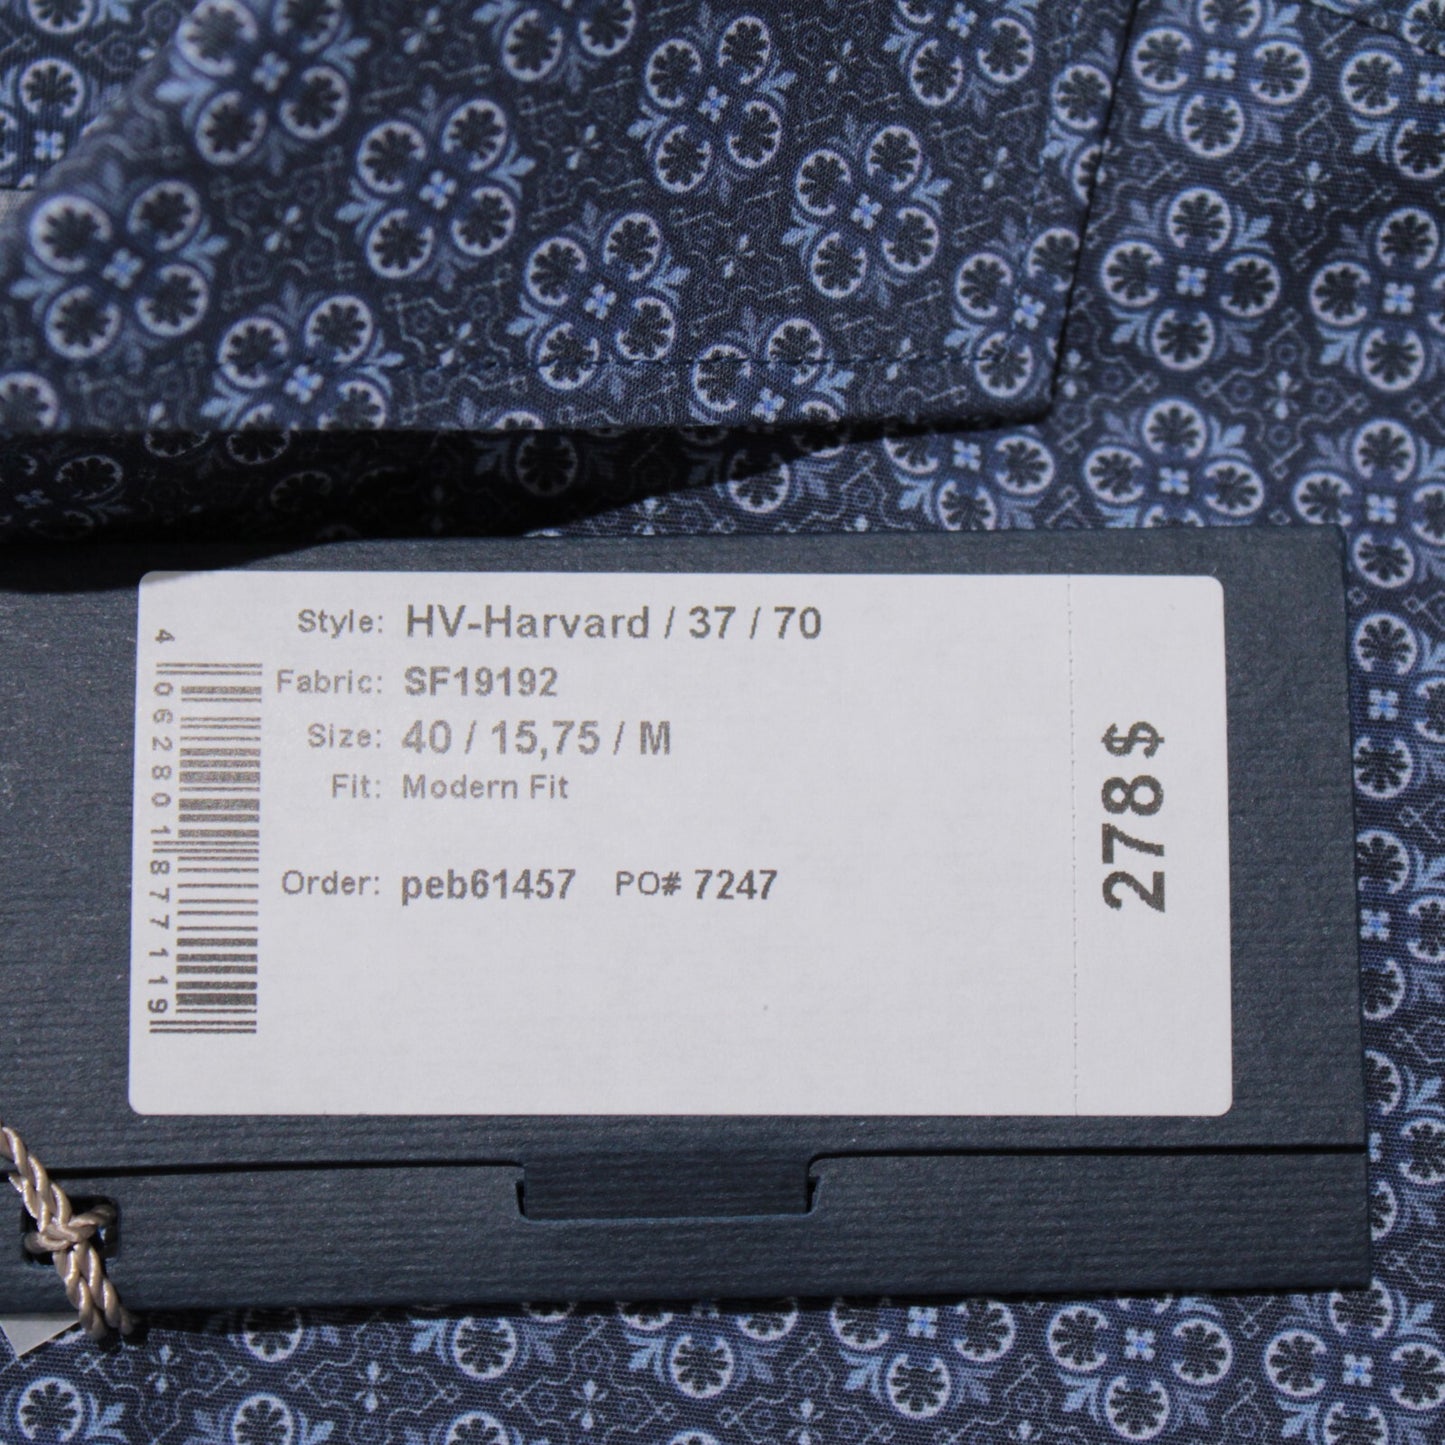 Style: HV-Harvard / 37 / 70
Fabric: SF19192
Size: 40 / 15,75 / M
Fit: Modern Fit
Order: peb61457 PO# 7247
4 062801 877119
278$